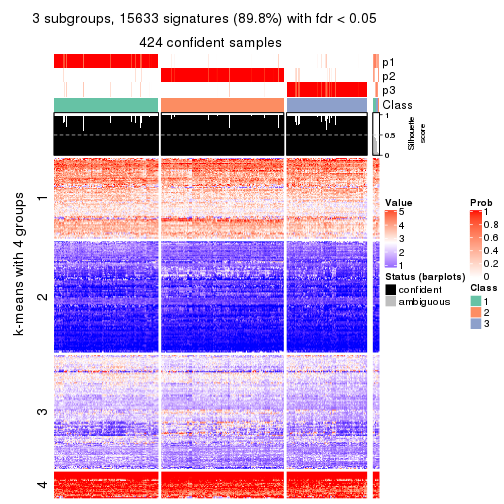 3 subgroups, 15633 signatures (89.8%) with fdr < 0.05
424 confident samples
p1
p2
p3
Class
1
0.5
0
Silhouette
score
k-means with 4 groups
1
2
3
4
Value
5
4
3
2
1
Status (barplots)
confident
ambiguous
Prob
1
0.8
0.6
0.4
0.2
0
Class
1
2
3